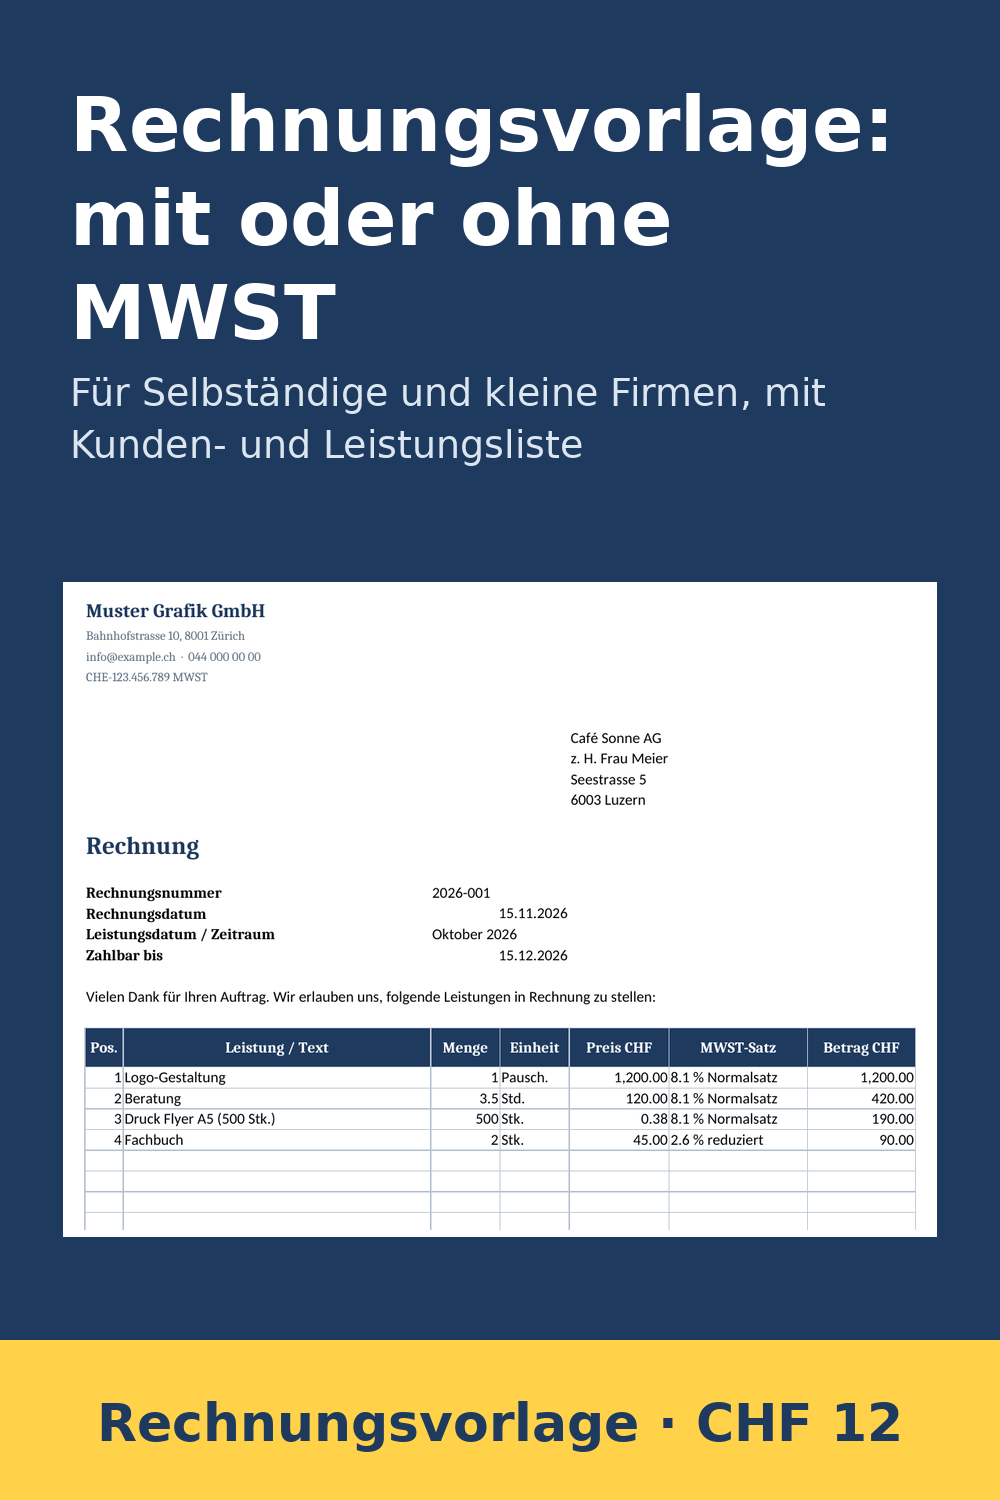 Rechnungsvorlage:
mit oder ohne
MWST
Für Selbständige und kleine Firmen, mit
Kunden- und Leistungsliste
Muster Grafik GmbH
Bahnhofstrasse 10, 8001 Zürich
info@example.ch · 044 000 00 00
CHE-123.456.789 MWST
Café Sonne AG
z. H. Frau Meier
Seestrasse 5
6003 Luzern
Rechnung
Rechnungsnummer 2026-001
Rechnungsdatum 15.11.2026
Leistungsdatum / Zeitraum Oktober 2026
Zahlbar bis 15.12.2026
Vielen Dank für Ihren Auftrag. Wir erlauben uns, folgende Leistungen in Rechnung zu stellen:
Pos. Leistung / Text Menge Einheit Preis CHF MWST-Satz Betrag CHF
1 Logo-Gestaltung 1 Pausch. 1,200.00 8.1 % Normalsatz 1,200.00
2 Beratung 3.5 Std. 120.00 8.1 % Normalsatz 420.00
3 Druck Flyer A5 (500 Stk.) 500 Stk. 0.38 8.1 % Normalsatz 190.00
4 Fachbuch 2 Stk. 45.00 2.6 % reduziert 90.00
Rechnungsvorlage · CHF 12